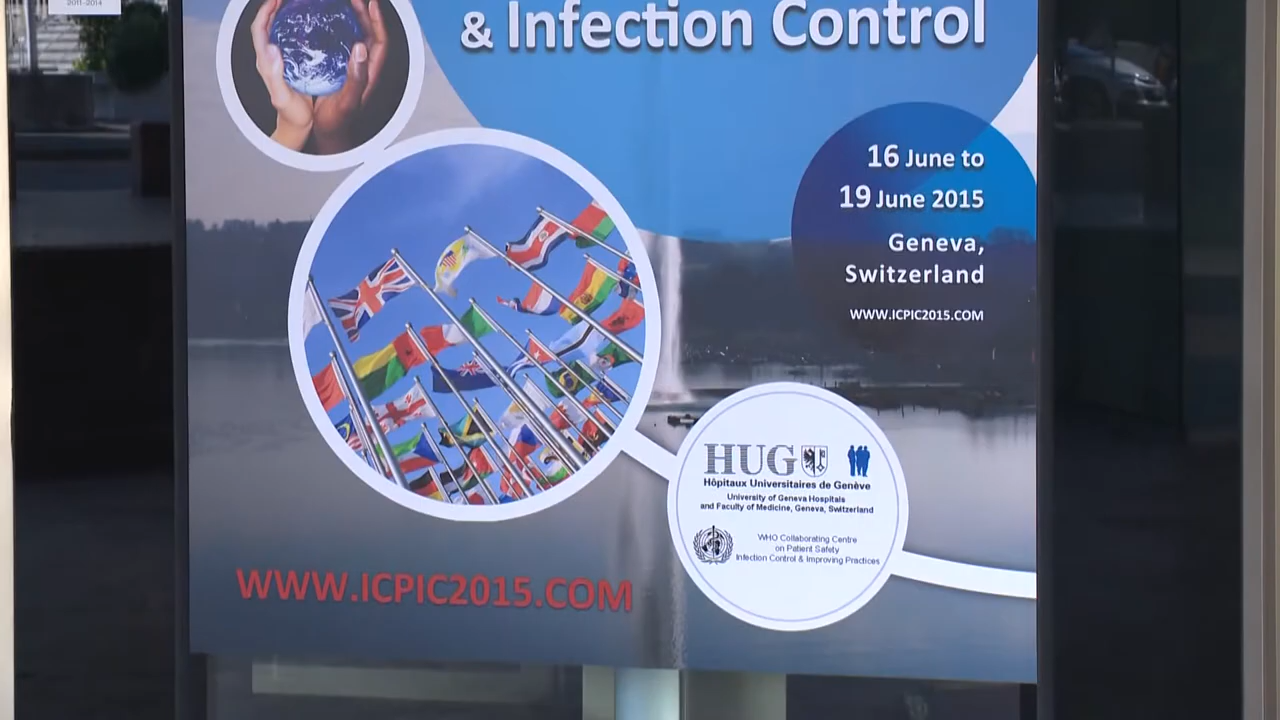 2011-2014
& Infection Control
16 June to
19 June 2015
Geneva,
Switzerland
WWW.ICPIC2015.COM
HUG
Hôpitaux Universitaires de Genève
University of Geneva Hospitals
and Faculty of Medicine, Geneva, Switzerland
WHO Collaborating Centre
on Patient Safety
Infection Control & Improving Practices
WWW.ICPIC2015.COM